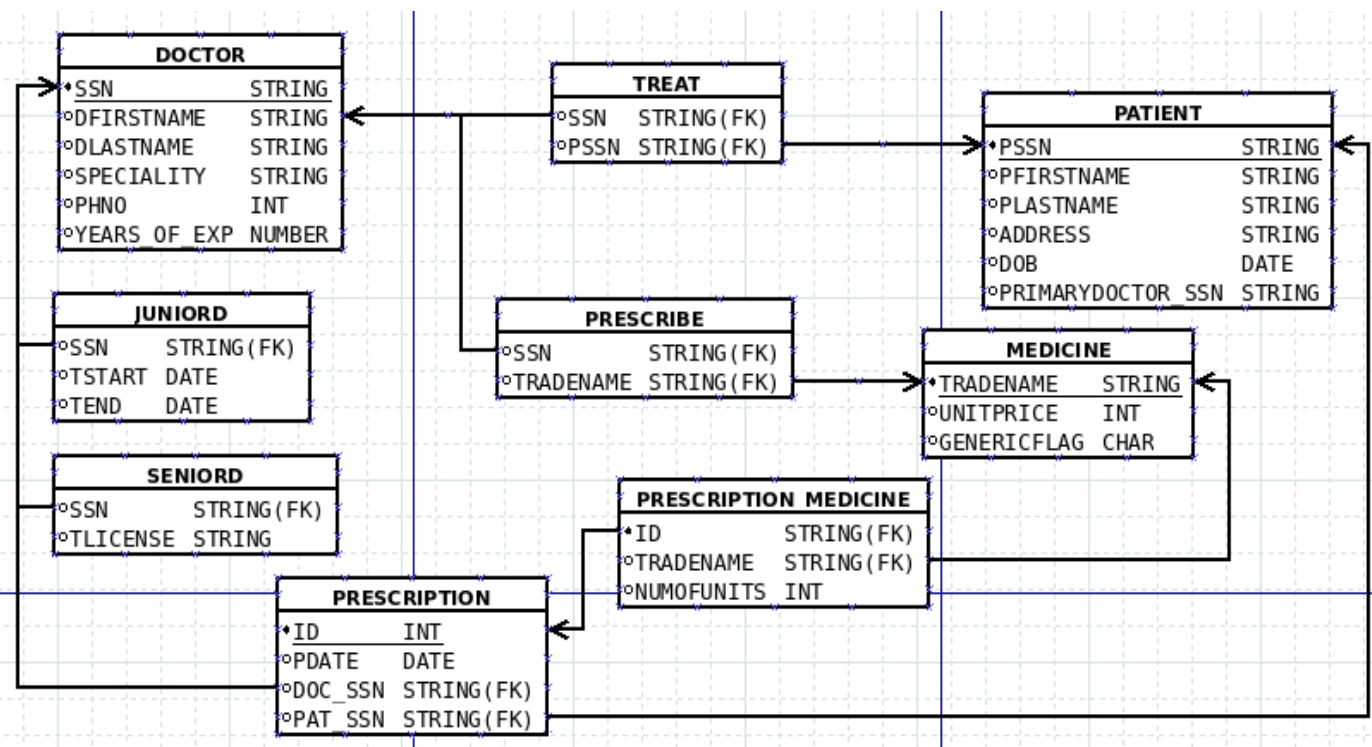 DOCTOR
SSN STRING
DFIRSTNAME STRING
DLASTNAME STRING
SPECIALITY STRING
PHNO INT
YEARS_OF_EXP NUMBER
TREAT
SSN STRING(FK)
PSSN STRING(FK)
PATIENT
PSSN STRING
PFIRSTNAME STRING
PLASTNAME STRING
ADDRESS STRING
DOB DATE
PRIMARYDOCTOR_SSN STRING
JUNIORD
SSN STRING(FK)
TSTART DATE
TEND DATE
PRESCRIBE
SSN STRING(FK)
TRADENAME STRING(FK)
MEDICINE
TRADENAME STRING
UNITPRICE INT
GENERICFLAG CHAR
SENIORD
SSN STRING(FK)
TLICENSE STRING
PRESCRIPTION MEDICINE
ID STRING(FK)
TRADENAME STRING(FK)
NUMOFUNITS INT
PRESCRIPTION
ID INT
PDATE DATE
DOC_SSN STRING(FK)
PAT_SSN STRING(FK)